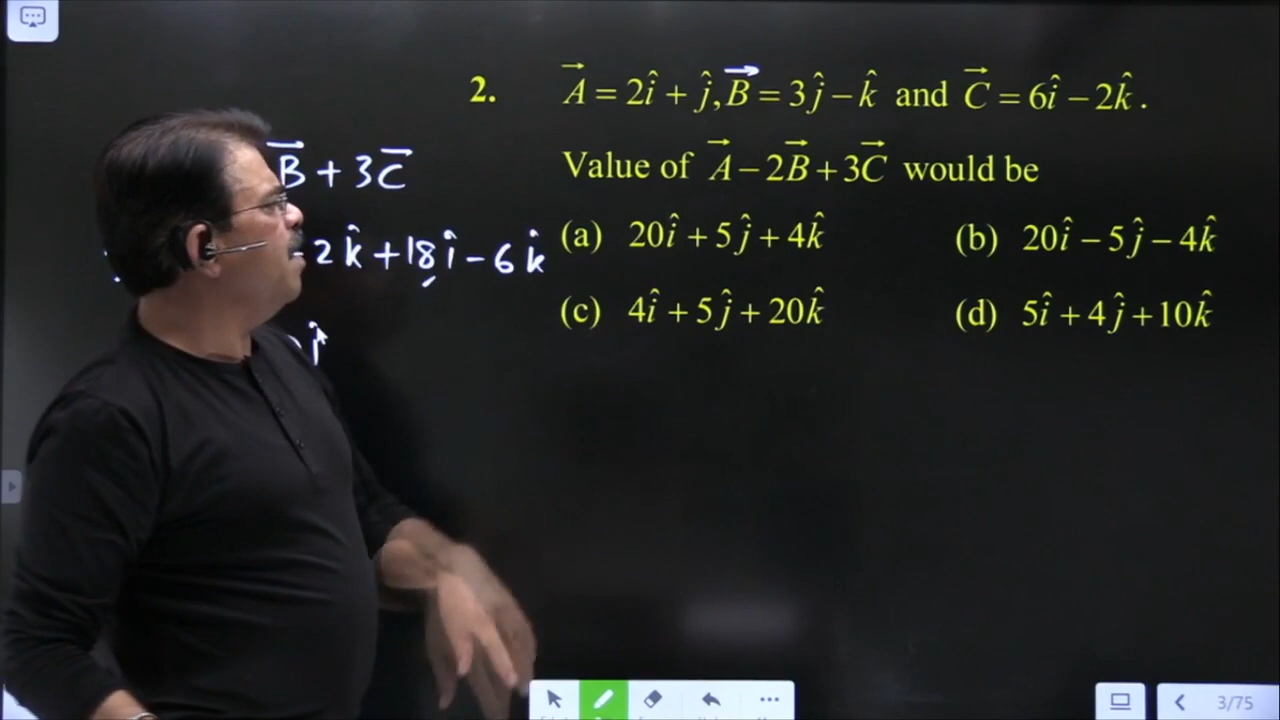 2. A⃗ = 2î + ĵ, B⃗ = 3ĵ − k̂ and C⃗ = 6î − 2k̂.
Value of A⃗ − 2B⃗ + 3C⃗ would be
(a) 20î + 5ĵ + 4k̂ (b) 20î − 5ĵ − 4k̂
(c) 4î + 5ĵ + 20k̂ (d) 5î + 4ĵ + 10k̂
B⃗ + 3C⃗
2k̂ + 18î − 6k̂
ĵ
3/75